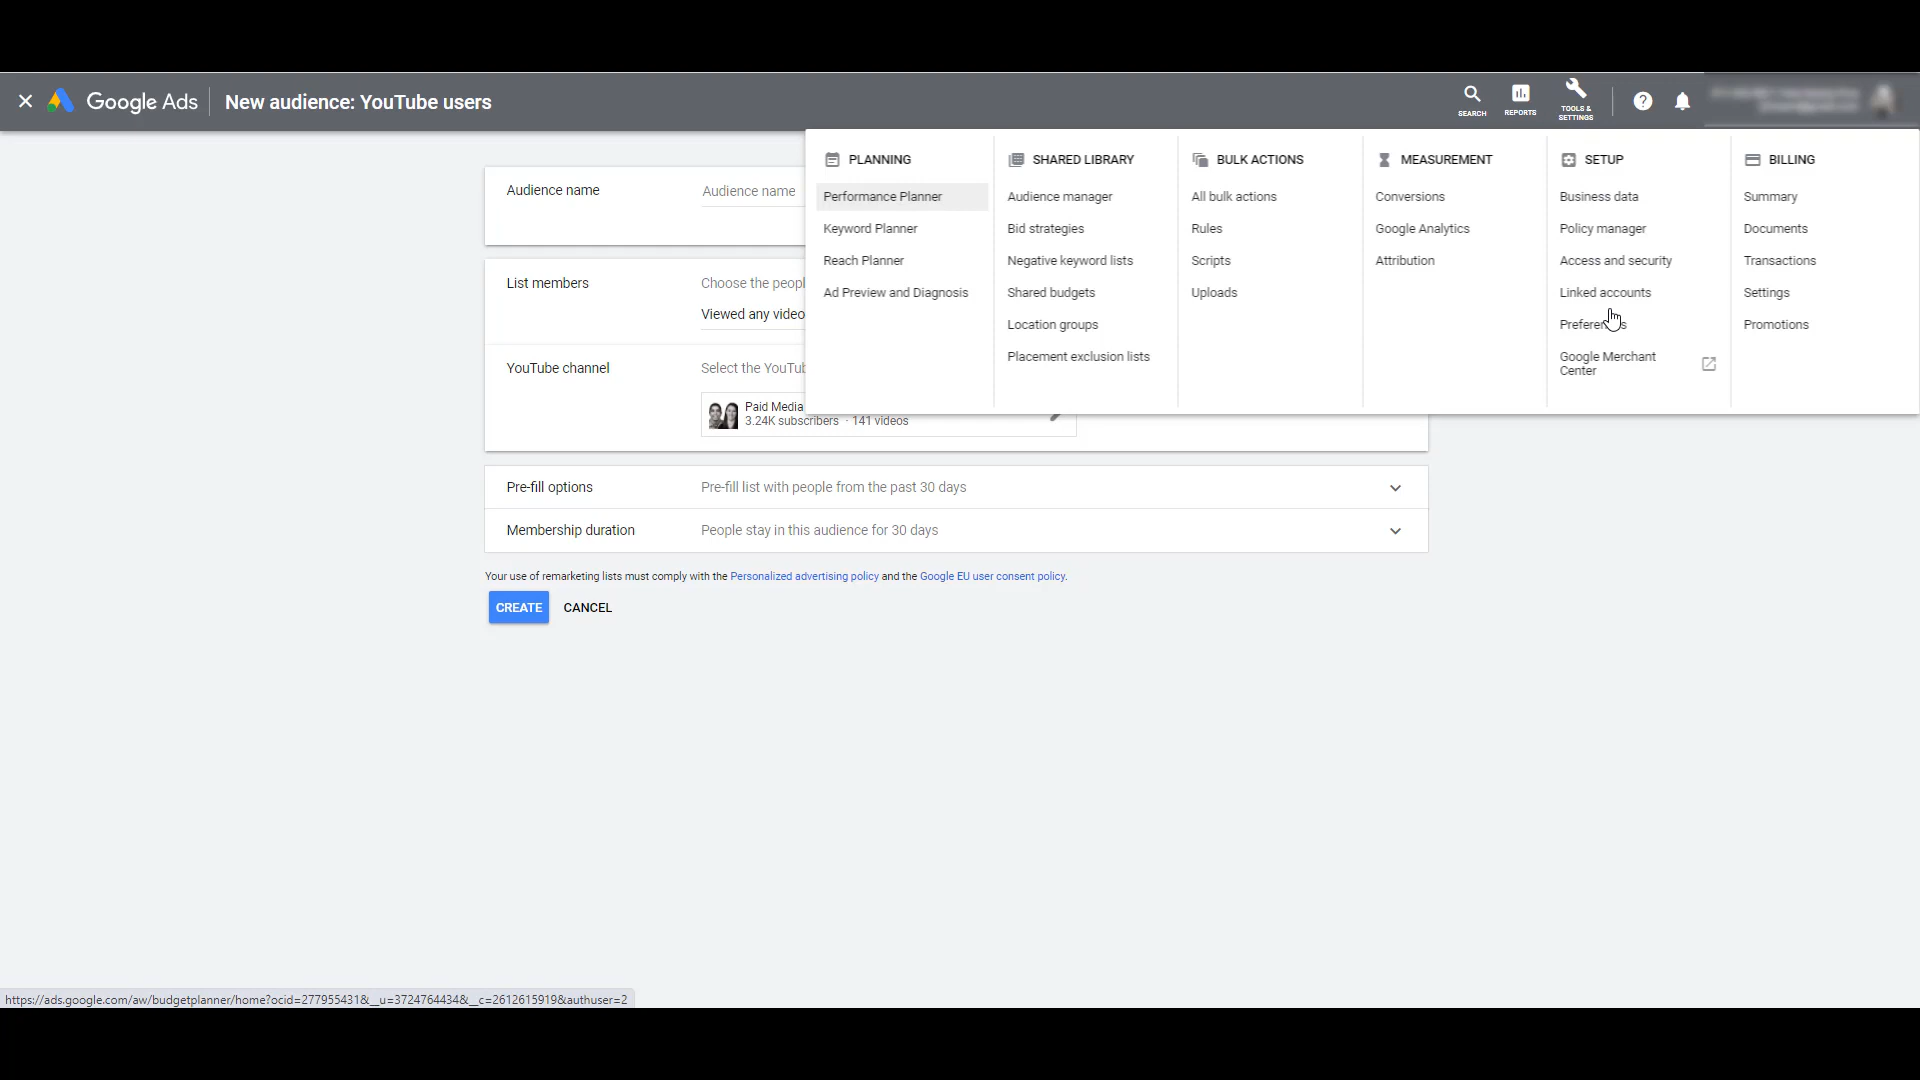 Google Ads
New audience: YouTube users
SEARCH
REPORTS
TOOLS &
SETTINGS
PLANNING
Performance Planner
Keyword Planner
Reach Planner
Ad Preview and Diagnosis
SHARED LIBRARY
Audience manager
Bid strategies
Negative keyword lists
Shared budgets
Location groups
Placement exclusion lists
BULK ACTIONS
All bulk actions
Rules
Scripts
Uploads
MEASUREMENT
Conversions
Google Analytics
Attribution
SETUP
Business data
Policy manager
Access and security
Linked accounts
Google Merchant
Center
BILLING
Summary
Documents
Transactions
Settings
Promotions
Audience name
Audience name
List members
Choose the
Viewed any video
YouTube channel
Select the
Paid Media
3.24K subscribers · 141 videos
Pre-fill options
Pre-fill list with people from the past 30 days
Membership duration
People stay in this audience for 30 days
Your use of remarketing lists must comply with the Personalized advertising policy and the Google EU user consent policy.
CREATE
CANCEL
https://ads.google.com/aw/budgetplanner/home?ocid=277955431&__u=3724764434&__c=2612615919&authuser=2